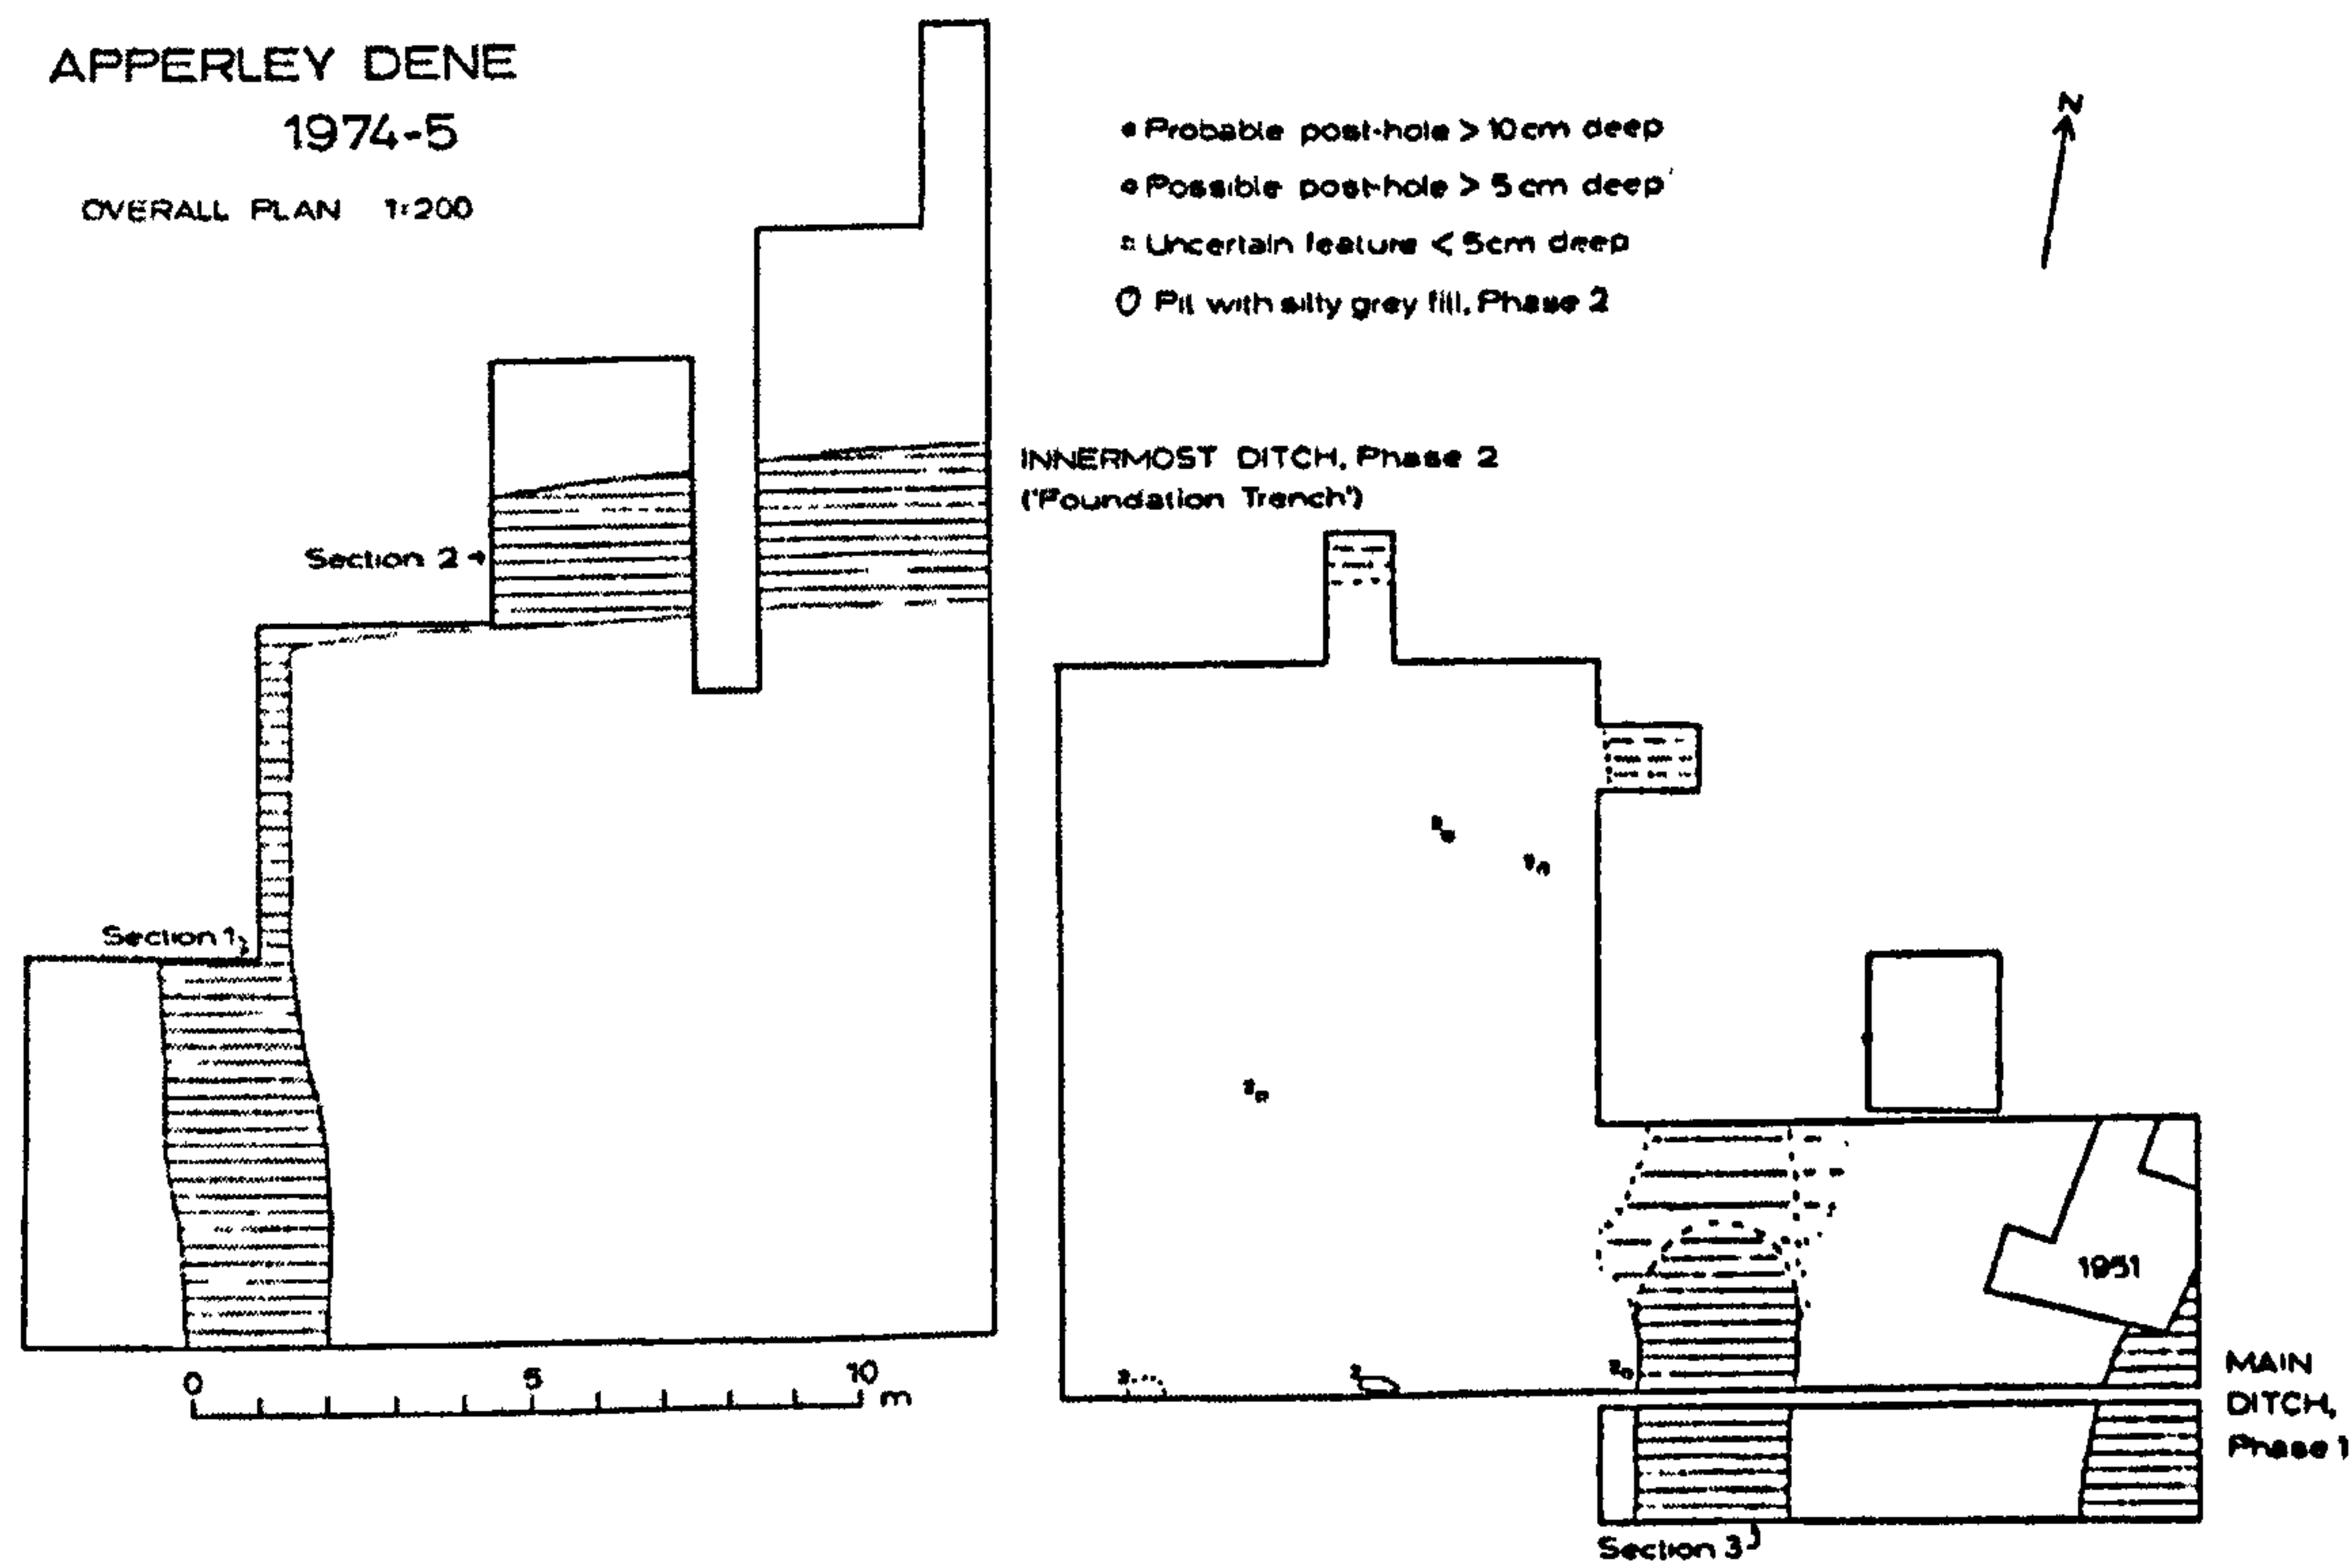 APPERLEY DENE
1974-5
OVERALL PLAN 1:200
N
Probable post-hole > 10cm deep
Possible post-hole > 5cm deep
Uncertain feature < 5cm deep
Pit with silty grey fill, Phase 2
INNERMOST DITCH, Phase 2
('Foundation Trench')
Section 2
Section 1
1951
MAIN
DITCH,
Phase 1
0 5 10 m
Section 3